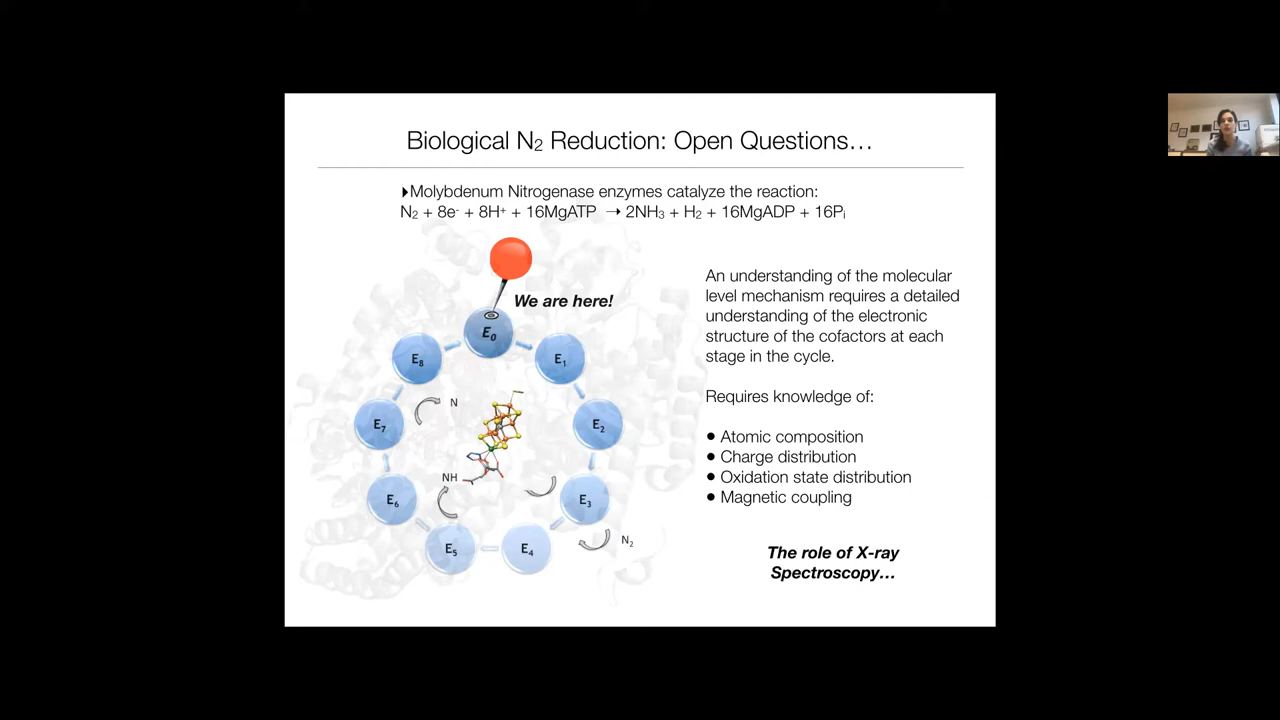 Biological N₂ Reduction: Open Questions…
Molybdenum Nitrogenase enzymes catalyze the reaction:
N₂ + 8e⁻ + 8H⁺ + 16MgATP → 2NH₃ + H₂ + 16MgADP + 16Pᵢ
We are here!
E₀
E₁
E₂
E₃
E₄
E₅
E₆
E₇
E₈
N
NH
N₂
An understanding of the molecular
level mechanism requires a detailed
understanding of the electronic
structure of the cofactors at each
stage in the cycle.
Requires knowledge of:
● Atomic composition
● Charge distribution
● Oxidation state distribution
● Magnetic coupling
The role of X-ray
Spectroscopy…